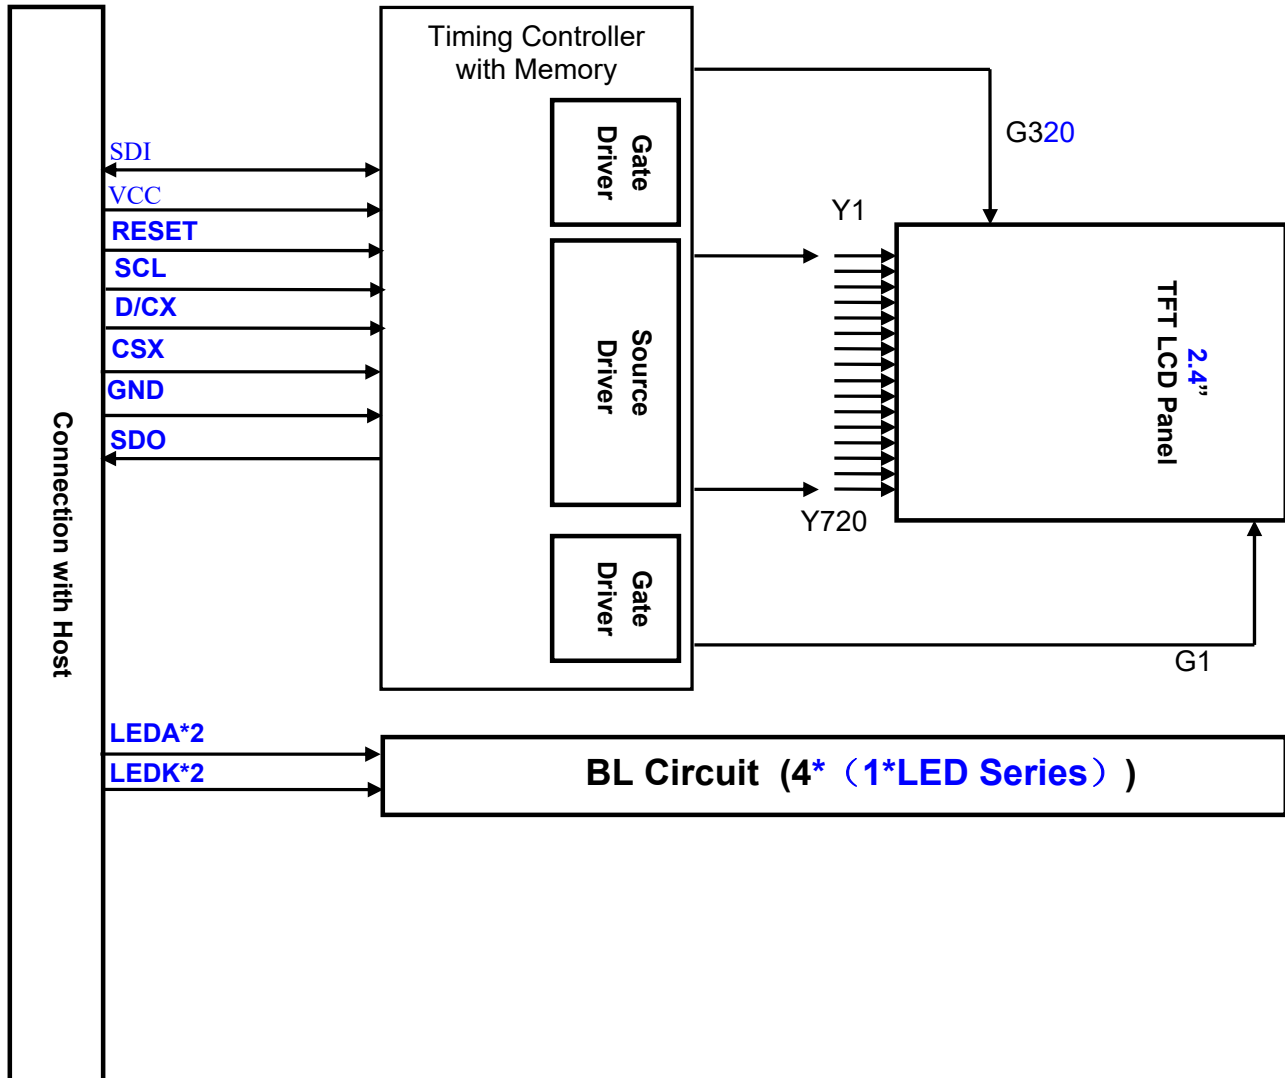 Timing Controller
with Memory
Gate
Driver
G320
SDI
VCC
RESET
SCL
D/CX
CSX
GND
SDO
Y1
Source
Driver
2.4”
TFT LCD Panel
Y720
Connection with Host
Gate
Driver
G1
LEDA*2
LEDK*2
BL Circuit (4*（1*LED Series）)